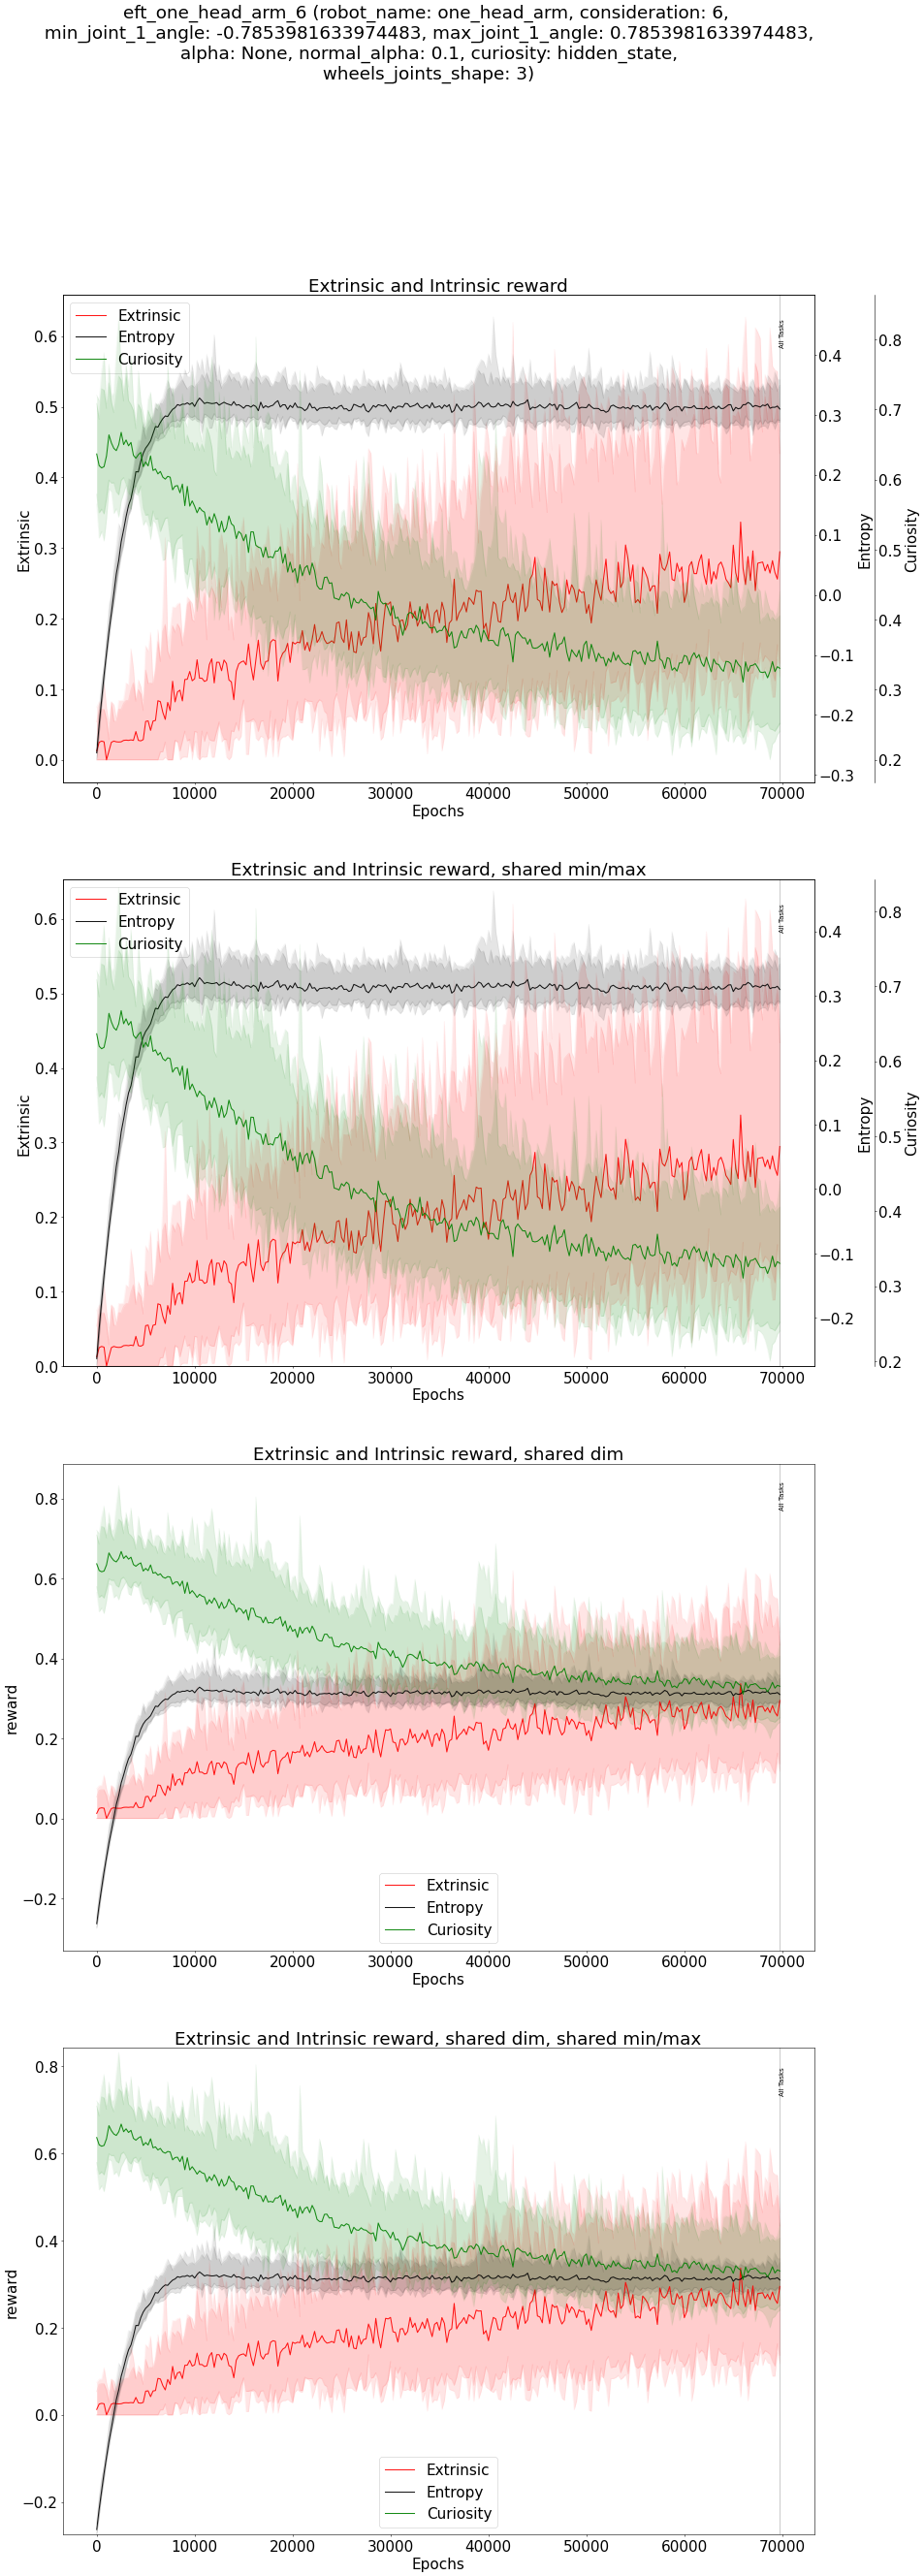 eft_one_head_arm_6 (robot_name: one_head_arm, consideration: 6,
min_joint_1_angle: -0.7853981633974483, max_joint_1_angle: 0.7853981633974483,
alpha: None, normal_alpha: 0.1, curiosity: hidden_state,
wheels_joints_shape: 3)
Extrinsic and Intrinsic reward
Extrinsic
Entropy
Curiosity
All Tasks
0.6
0.5
0.4
0.3
0.2
0.1
0.0
Extrinsic
0.4
0.3
0.2
0.1
0.0
−0.1
−0.2
−0.3
Entropy
0.8
0.7
0.6
0.5
0.4
0.3
0.2
Curiosity
0 10000 20000 30000 40000 50000 60000 70000
Epochs
Extrinsic and Intrinsic reward, shared min/max
Extrinsic
Entropy
Curiosity
All Tasks
0.6
0.5
0.4
0.3
0.2
0.1
0.0
Extrinsic
0.4
0.3
0.2
0.1
0.0
−0.1
−0.2
Entropy
0.8
0.7
0.6
0.5
0.4
0.3
0.2
Curiosity
0 10000 20000 30000 40000 50000 60000 70000
Epochs
Extrinsic and Intrinsic reward, shared dim
All Tasks
0.8
0.6
0.4
0.2
0.0
−0.2
reward
Extrinsic
Entropy
Curiosity
0 10000 20000 30000 40000 50000 60000 70000
Epochs
Extrinsic and Intrinsic reward, shared dim, shared min/max
All Tasks
0.8
0.6
0.4
0.2
0.0
−0.2
reward
Extrinsic
Entropy
Curiosity
0 10000 20000 30000 40000 50000 60000 70000
Epochs